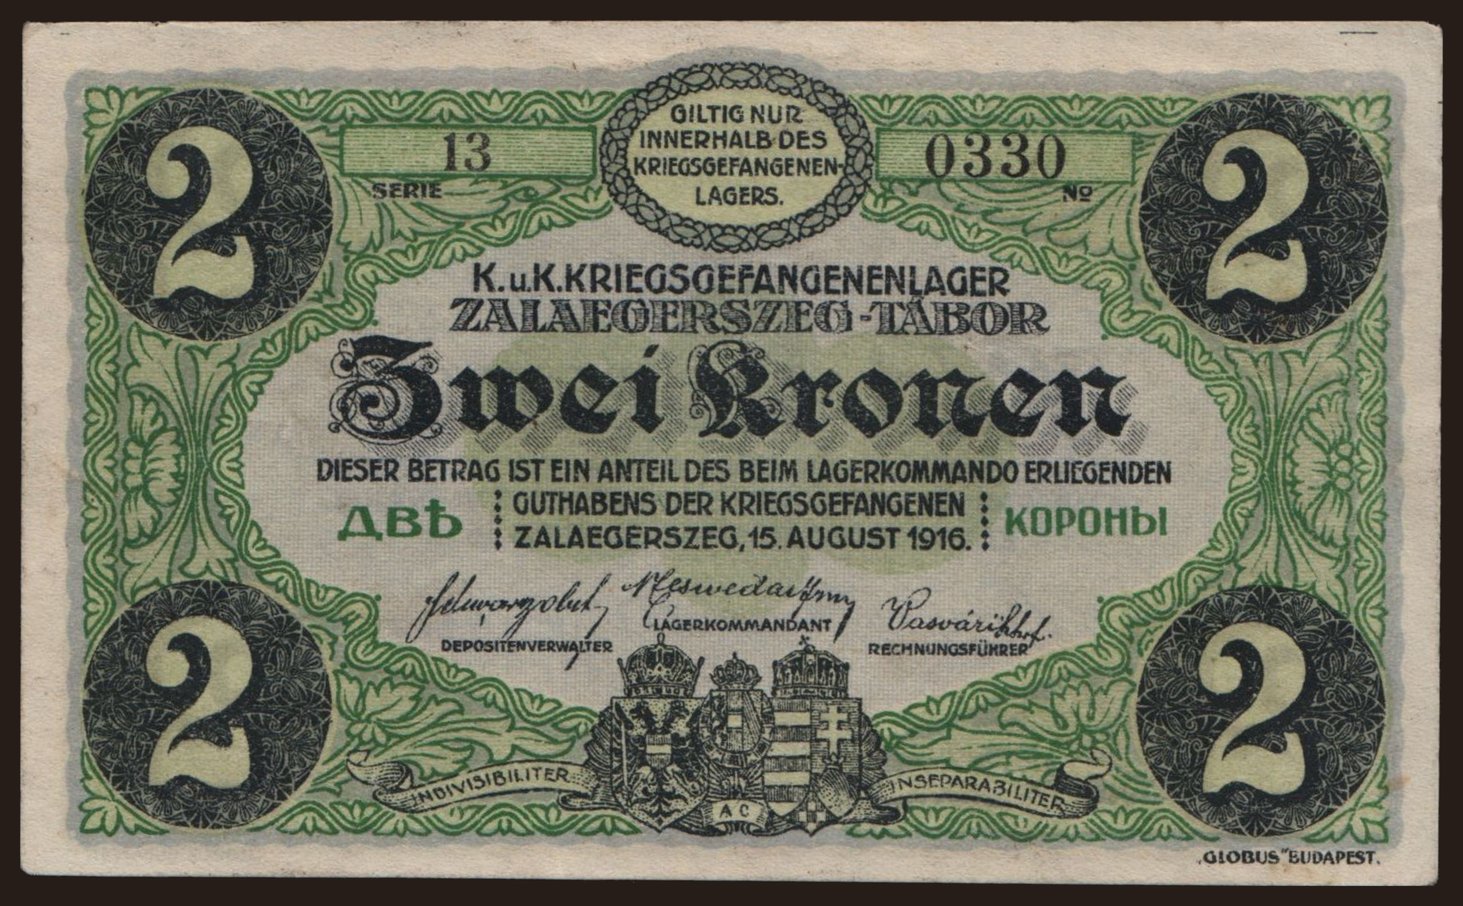 2
2
GILTIG NUR
INNERHALB DES
KRIEGSGEFANGENEN-
LAGERS.
13
SERIE
0330
No
K.u.K. KRIEGSGEFANGENENLAGER
ZALAEGERSZEG-TÁBOR
Zwei Kronen
DIESER BETRAG IST EIN ANTEIL DES BEIM LAGERKOMMANDO ERLIEGENDEN
GUTHABENS DER KRIEGSGEFANGENEN
ZALAEGERSZEG, 15. AUGUST 1916.
ДВѢ
КОРОНЫ
LAGERKOMMANDANT
DEPOSITENVERWALTER
RECHNUNGSFÜHRER
2
2
INDIVISIBILITER
AC
INSEPARABILITER
„GLOBUS" BUDAPEST.